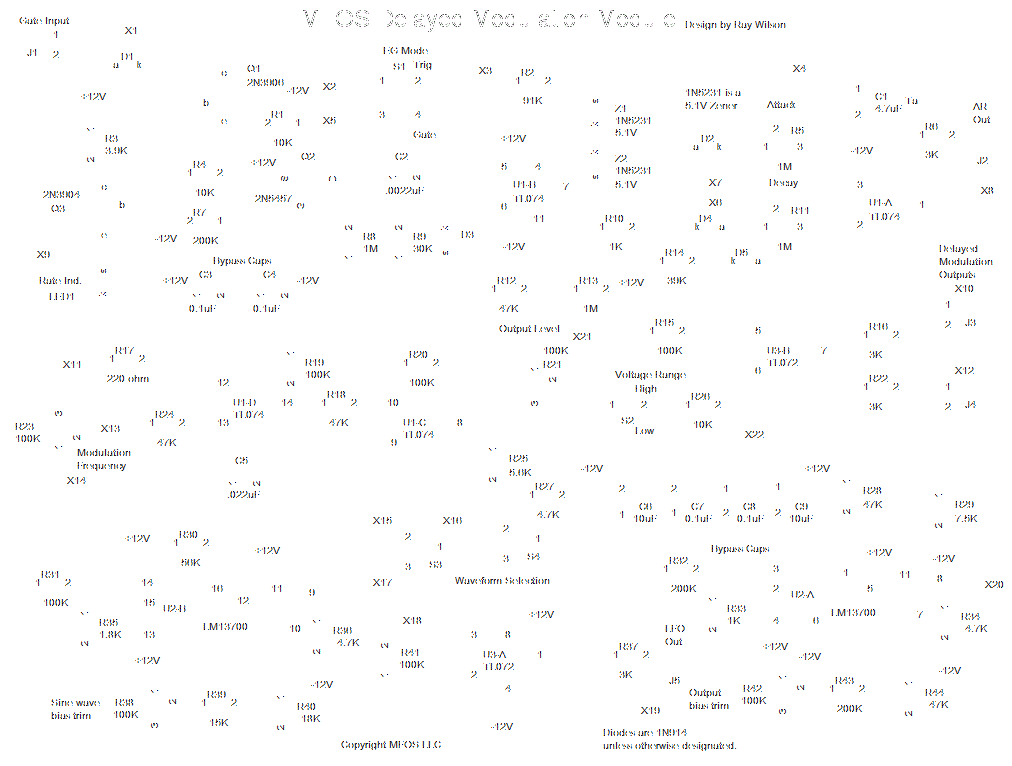 Delayed Modulation Module
Design by Ray Wilson
Gate Input
1
X1
J1
2
D1
a
k
EG Mode
S1
Trig
1
2
3
4
Gate
Q1
2N3906
-12V
X2
X3
R2
1
2
91K
X4
+12V
b
R1
2
1
10K
X5
1N5231 is a
5.1V Zener
Z1
1N5231
5.1V
Attack
R5
2
1
3
1M
1
2
C1
4.7uF
Ta
AR
Out
R6
1
2
3K
J2
R3
3.9K
R4
1
2
10K
+12V
Q2
2N5457
C2
.0022uF
+12V
5
4
U1-B
TL074
7
6
11
-12V
Z2
1N5231
5.1V
D2
a
k
X7
X6
Decay
-12V
3
U1-A
TL074
2
1
X8
2N3904
Q3
b
R7
2
1
200K
-12V
R8
1M
R9
30K
D3
R10
1
2
1K
D4
k
a
R11
2
1
3
1M
X9
Bypass Caps
+12V
C3
0.1uF
C4
0.1uF
-12V
Rate Ind.
LED1
R12
1
2
47K
R13
1
2
1M
+12V
R14
1
2
39K
D5
k
a
Delayed
Modulation
Outputs
X10
1
2
J3
Output Level
X21
100K
R21
R15
1
2
100K
5
U3-B
TL072
7
6
R16
1
2
3K
X11
R17
1
2
220 ohm
R19
100K
R20
1
2
100K
Voltage Range
High
1
2
S2
Low
R26
1
2
10K
X22
R22
1
2
3K
X12
1
2
J4
12
U1-D
TL074
14
13
R18
1
2
47K
10
U1-C
TL074
8
9
R23
100K
X13
R24
1
2
47K
Modulation
Frequency
X14
C5
.022uF
R27
1
2
4.7K
-12V
+12V
C6
10uF
C7
0.1uF
C8
0.1uF
C9
10uF
Bypass Caps
R28
47K
R29
7.5K
X15
X16
2
1
3
S3
2
1
3
S4
X17
Waveform Selection
+12V
R30
1
2
+12V
R31
1
2
100K
14
15
U2-B
13
16
12
11
9
LM13700
10
+12V
R35
1.8K
R36
4.7K
-12V
X18
R41
100K
+12V
3
8
U3-A
TL072
1
2
4
-12V
R32
1
2
200K
R33
1K
3
2
U2-A
4
6
1
5
11
8
LM13700
7
+12V
-12V
X20
R34
4.7K
LFO
Out
+12V
-12V
R37
1
2
3K
J5
X19
Sine wave
bias trim
R38
100K
R39
1
2
15K
R40
18K
Output
bias trim
R42
100K
R43
1
2
200K
R44
47K
-12V
Copyright MFOS LLC
Diodes are 1N914
unless otherwise designated.